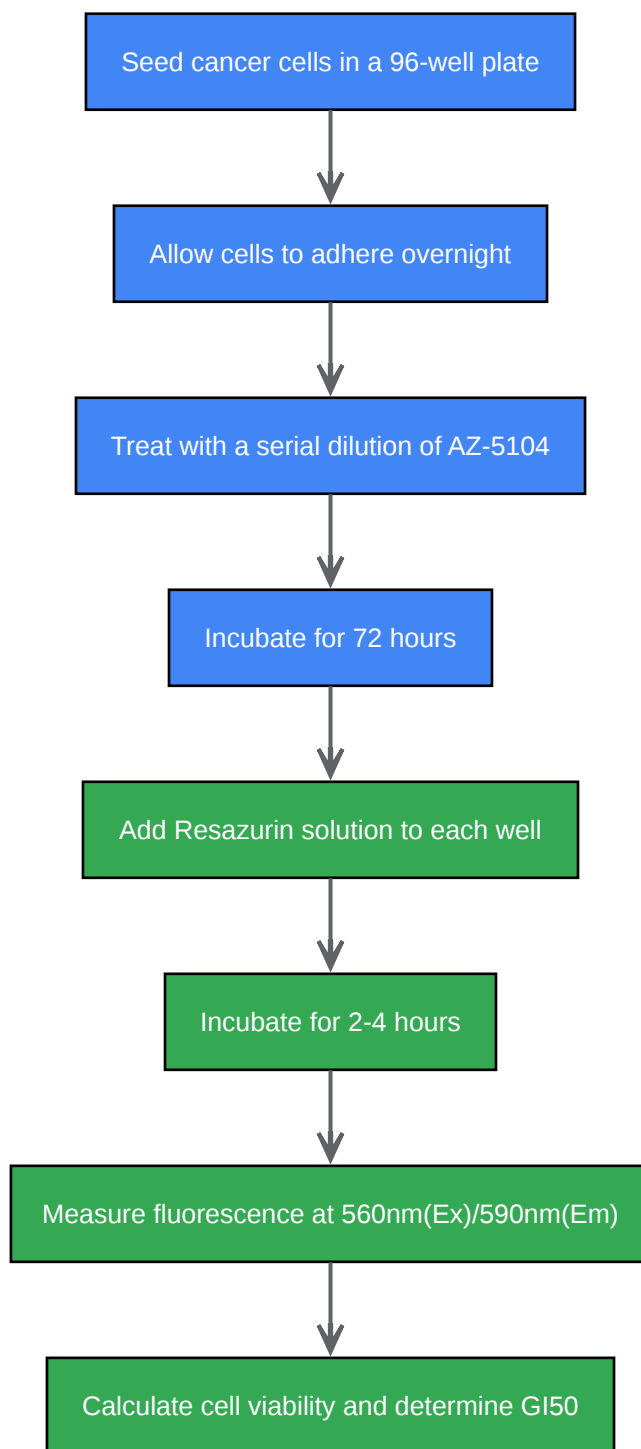 Seed cancer cells in a 96-well plate
Allow cells to adhere overnight
Treat with a serial dilution of AZ-5104
Incubate for 72 hours
Add Resazurin solution to each well
Incubate for 2-4 hours
Measure fluorescence at 560nm(Ex)/590nm(Em)
Calculate cell viability and determine GI50